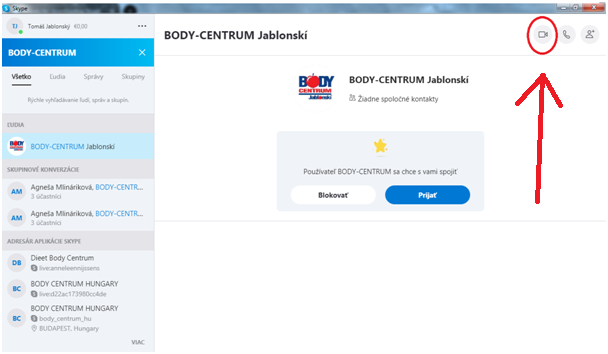 Skype
TJ
Tomáš Jablonský €0,00
BODY-CENTRUM
Všetko Ľudia Správy Skupiny
Rýchle vyhľadávanie ľudí, správ a skupín.
ĽUDIA
BODY-CENTRUM Jablonskí
SKUPINOVÉ KONVERZÁCIE
AM
Agneša Mlináriková, BODY-CENTR...
3 účastníci
AM
Agneša Mlináriková, BODY-CENTR...
3 účastníci
ADRESÁR APLIKÁCIE SKYPE
DB
Dieet Body Centrum
live:anneleennijssens
BC
BODY CENTRUM HUNGARY
live:d22ac173980cc4de
BC
BODY CENTRUM HUNGARY
body_centrum_hu
BUDAPEST, Hungary
VIAC
BODY-CENTRUM Jablonskí
BODY
CENTRUM
Jablonskí
BODY-CENTRUM Jablonskí
Žiadne spoločné kontakty
Používateľ BODY-CENTRUM sa chce s vami spojiť
Blokovať Prijať